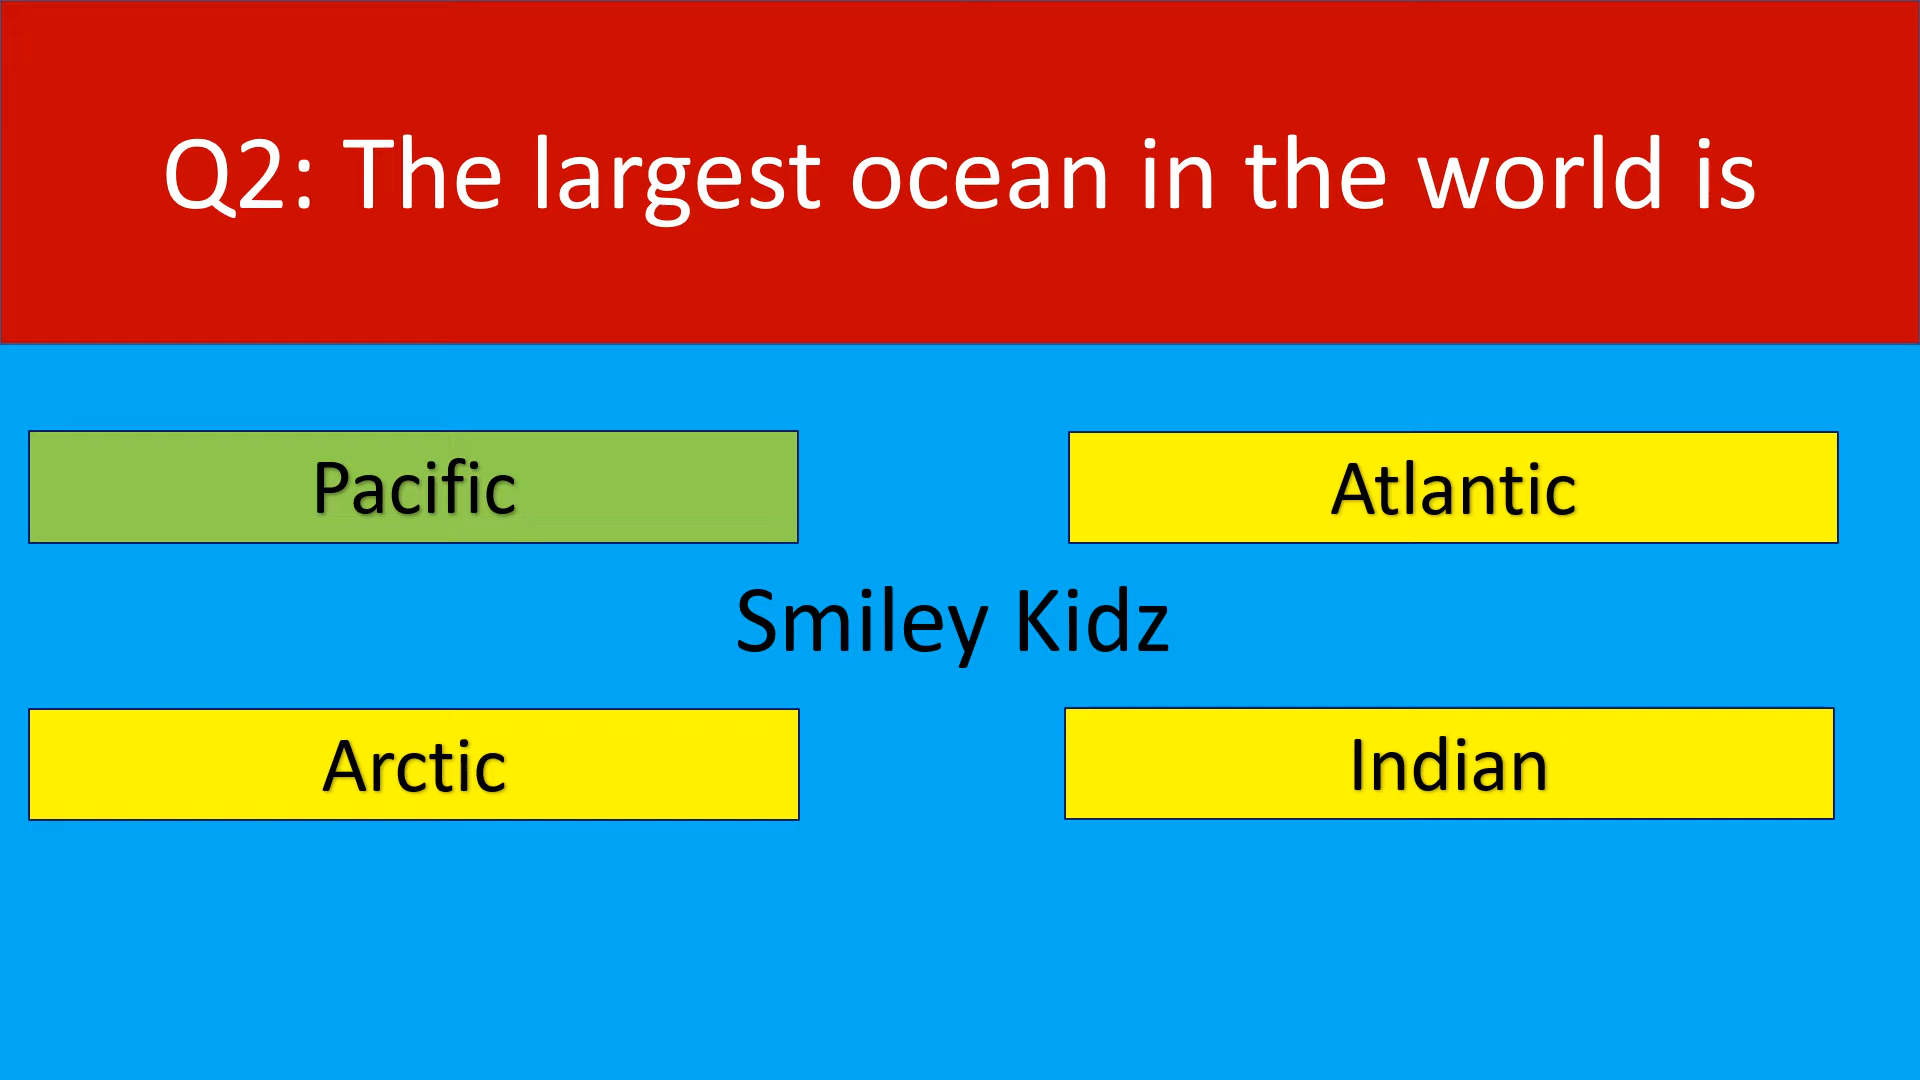 Q2: The largest ocean in the world is
Pacific
Atlantic
Smiley Kidz
Arctic
Indian